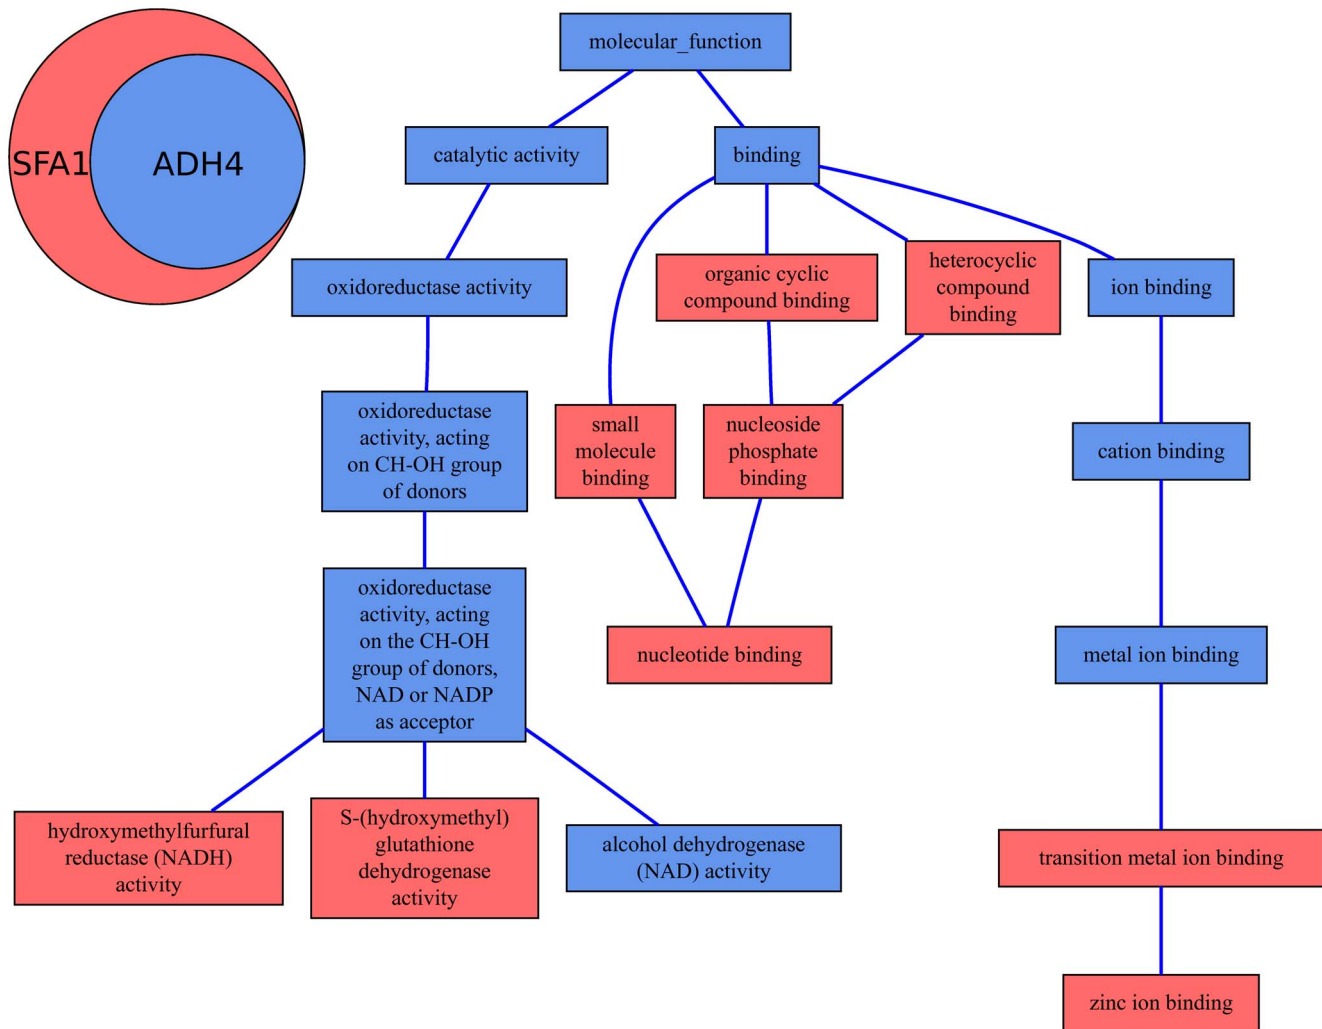 SFA1
ADH4
molecular_function
catalytic activity
binding
oxidoreductase activity
organic cyclic
compound binding
heterocyclic
compound
binding
ion binding
oxidoreductase
activity, acting
on CH-OH group
of donors
small
molecule
binding
nucleoside
phosphate
binding
cation binding
oxidoreductase
activity, acting
on the CH-OH
group of donors,
NAD or NADP
as acceptor
nucleotide binding
metal ion binding
hydroxymethylfurfural
reductase (NADH)
activity
S-(hydroxymethyl)
glutathione
dehydrogenase
activity
alcohol dehydrogenase
(NAD) activity
transition metal ion binding
zinc ion binding